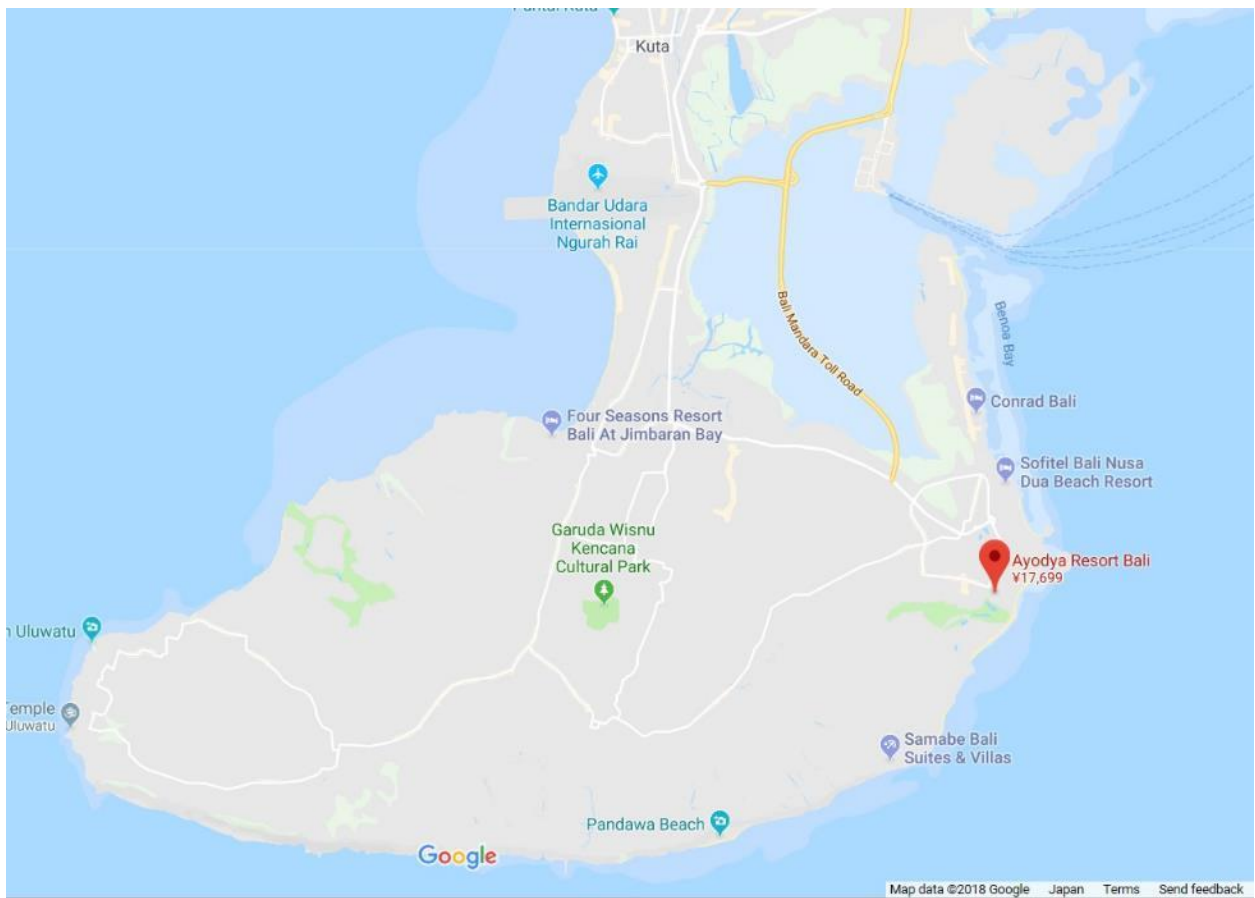 Kuta
Bandar Udara
Internasional
Ngurah Rai
Bali Mandara Toll Road
Benoa Bay
Conrad Bali
Four Seasons Resort
Bali At Jimbaran Bay
Sofitel Bali Nusa
Dua Beach Resort
Garuda Wisnu
Kencana
Cultural Park
Ayodya Resort Bali
¥17,699
Uluwatu
Temple
Uluwatu
Samabe Bali
Suites & Villas
Pandawa Beach
Google
Map data ©2018 Google Japan Terms Send feedback